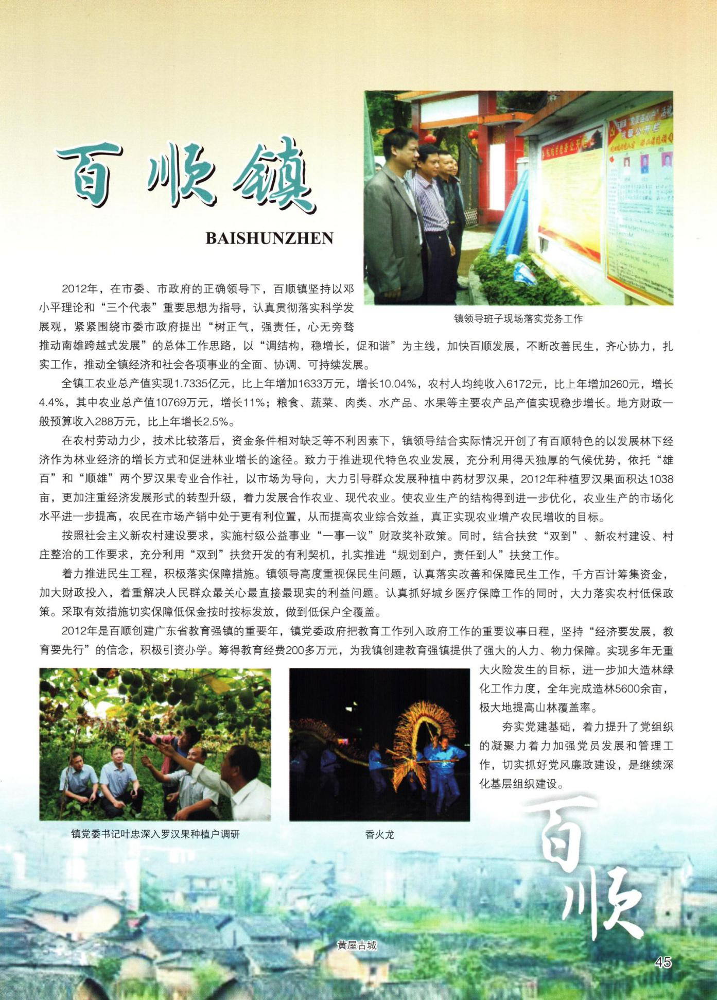 百顺镇
BAISHUNZHEN
镇领导班子现场落实党务工作
2012年，在市委、市政府的正确领导下，百顺镇坚持以邓
小平理论和“三个代表”重要思想为指导，认真贯彻落实科学发
展观，紧紧围绕市委市政府提出“树正气，强责任，心无旁骛
推动南雄跨越式发展”的总体工作思路，以“调结构，稳增长，促和谐”为主线，加快百顺发展，不断改善民生，齐心协力，扎
实工作，推动全镇经济和社会各项事业的全面、协调、可持续发展。
全镇工农业总产值实现1.7335亿元，比上年增加1633万元，增长10.04%，农村人均纯收入6172元，比上年增加260元，增长
4.4%，其中农业总产值10769万元，增长11%；粮食、蔬菜、肉类、水产品、水果等主要农产品产值实现稳步增长。地方财政一
般预算收入288万元，比上年增长2.5%。
在农村劳动力少，技术比较落后，资金条件相对缺乏等不利因素下，镇领导结合实际情况开创了有百顺特色的以发展林下经
济作为林业经济的增长方式和促进林业增长的途径。致力于推进现代特色农业发展，充分利用得天独厚的气候优势，依托“雄
百”和“顺雄”两个罗汉果专业合作社，以市场为导向，大力引导群众发展种植中药材罗汉果，2012年种植罗汉果面积达1038
亩，更加注重经济发展形式的转型升级，着力发展合作农业、现代农业。使农业生产的结构得到进一步优化，农业生产的市场化
水平进一步提高，农民在市场产销中处于更有利位置，从而提高农业综合效益，真正实现农业增产农民增收的目标。
按照社会主义新农村建设要求，实施村级公益事业“一事一议”财政奖补政策。同时，结合扶贫“双到”、新农村建设、村
庄整治的工作要求，充分利用“双到”扶贫开发的有利契机，扎实推进“规划到户，责任到人”扶贫工作。
着力推进民生工程，积极落实保障措施。镇领导高度重视保民生问题，认真落实改善和保障民生工作，千方百计筹集资金，
加大财政投入，着重解决人民群众最关心最直接最现实的利益问题。认真抓好城乡医疗保障工作的同时，大力落实农村低保政
策。采取有效措施切实保障低保金按时按标发放，做到低保户全覆盖。
2012年是百顺创建广东省教育强镇的重要年，镇党委政府把教育工作列入政府工作的重要议事日程，坚持“经济要发展，教
育要先行”的信念，积极引资办学。筹得教育经费200多万元，为我镇创建教育强镇提供了强大的人力、物力保障。实现多年无重
大火险发生的目标，进一步加大造林绿
化工作力度，全年完成造林5600余亩，
极大地提高山林覆盖率。
夯实党建基础，着力提升了党组织
的凝聚力着力加强党员发展和管理工
作，切实抓好党风廉政建设，是继续深
化基层组织建设。
镇党委书记叶忠深入罗汉果种植户调研
香火龙
百顺
黄屋古城
45